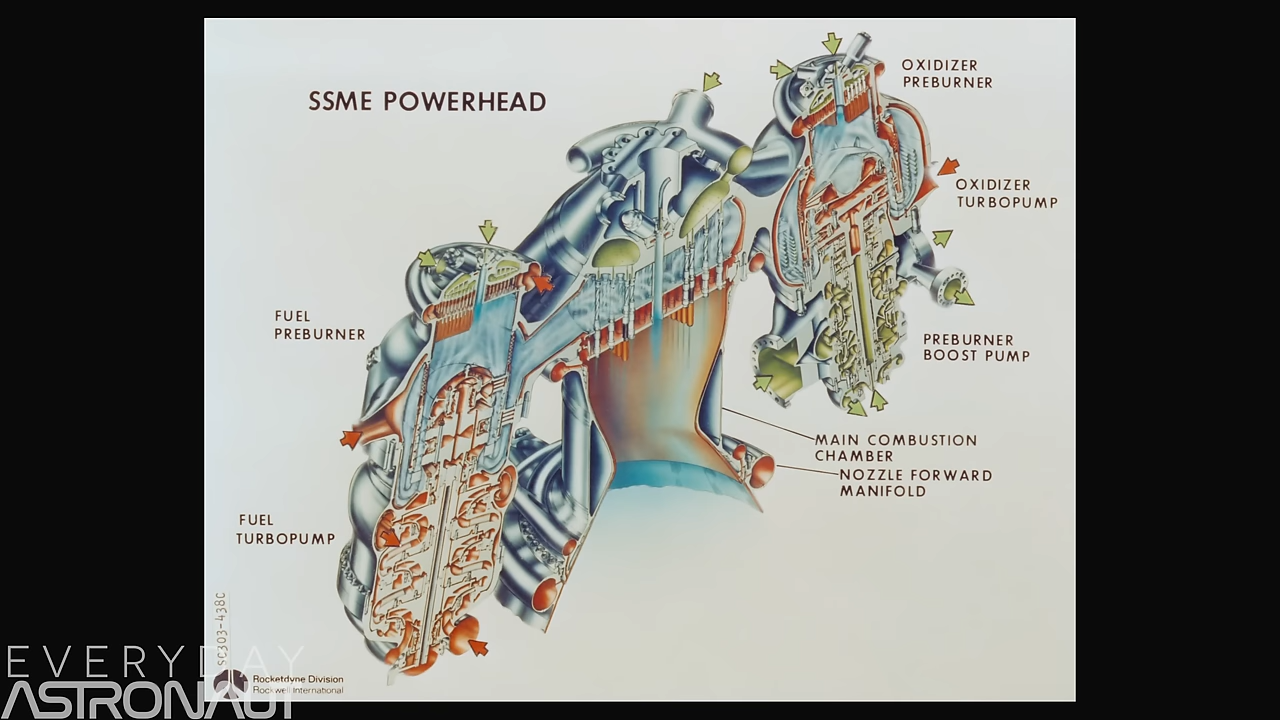 SSME POWERHEAD
OXIDIZER
PREBURNER
OXIDIZER
TURBOPUMP
FUEL
PREBURNER
PREBURNER
BOOST PUMP
MAIN COMBUSTION
CHAMBER
NOZZLE FORWARD
MANIFOLD
FUEL
TURBOPUMP
SC303-438C
Rocketdyne Division
Rockwell International
EVERYDAY
ASTRONAUT